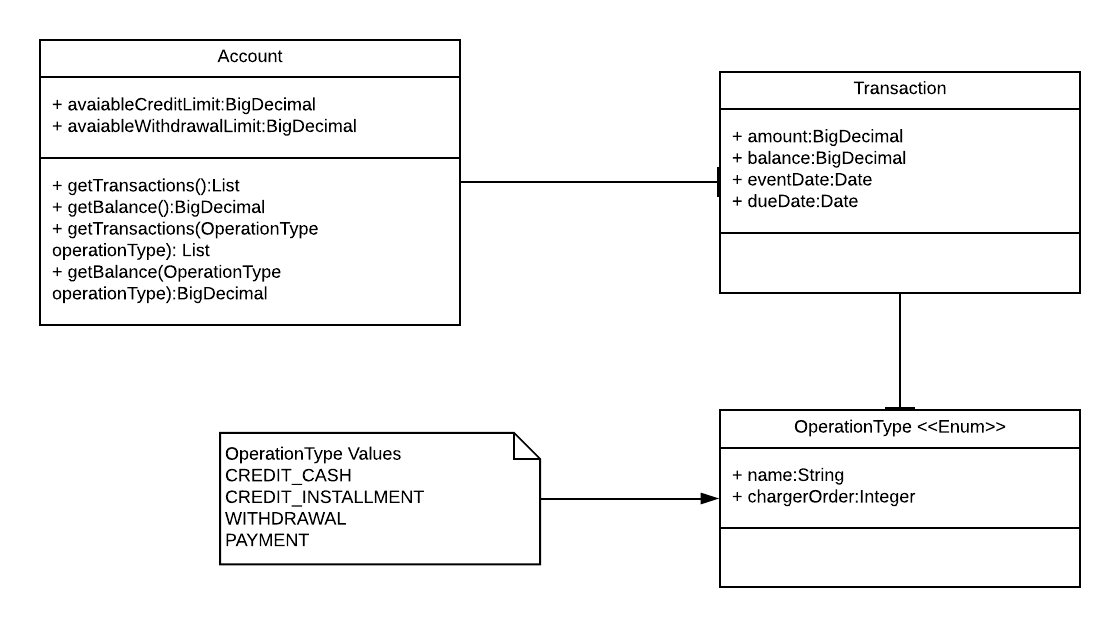 Account
+ avaiableCreditLimit:BigDecimal
+ avaiableWithdrawalLimit:BigDecimal
+ getTransactions():List
+ getBalance():BigDecimal
+ getTransactions(OperationType
operationType): List
+ getBalance(OperationType
operationType):BigDecimal
Transaction
+ amount:BigDecimal
+ balance:BigDecimal
+ eventDate:Date
+ dueDate:Date
OperationType Values
CREDIT_CASH
CREDIT_INSTALLMENT
WITHDRAWAL
PAYMENT
OperationType <<Enum>>
+ name:String
+ chargerOrder:Integer